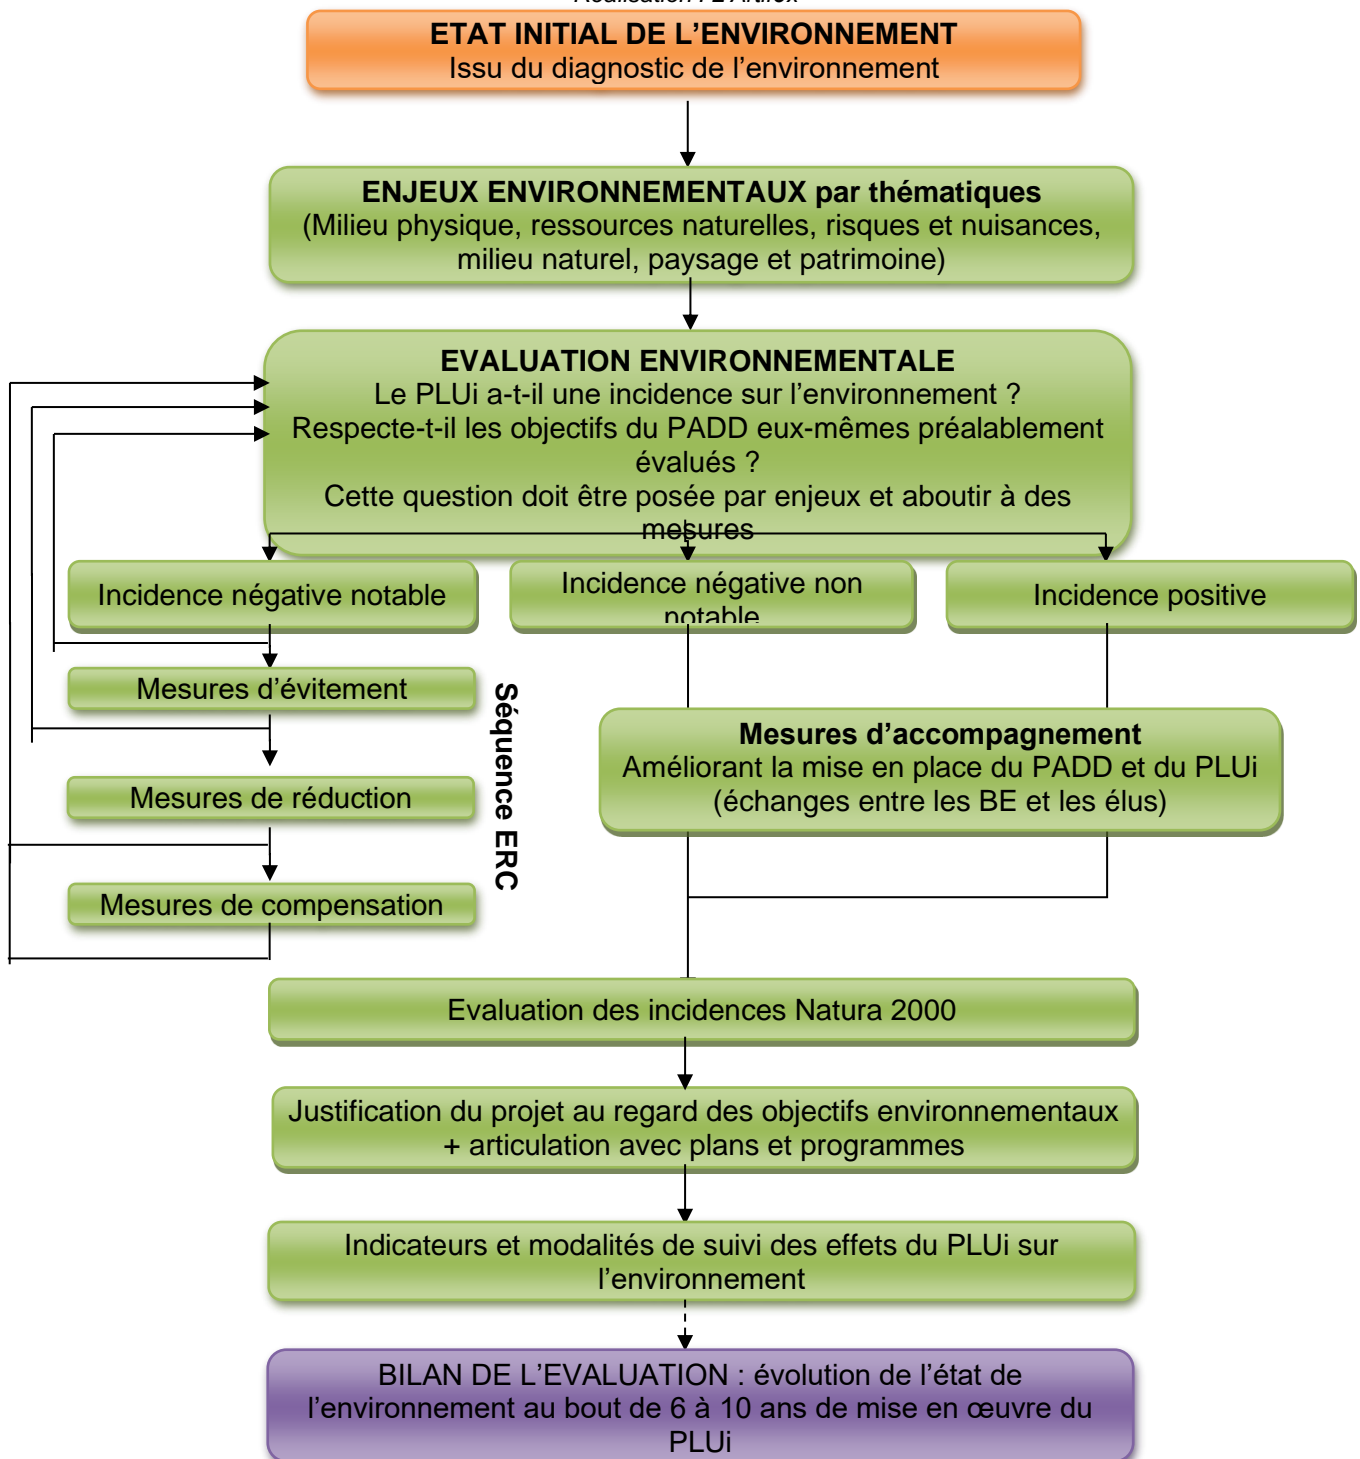 Réalisation : L'Artifex
ETAT INITIAL DE L'ENVIRONNEMENT
Issu du diagnostic de l'environnement
ENJEUX ENVIRONNEMENTAUX par thématiques
(Milieu physique, ressources naturelles, risques et nuisances,
milieu naturel, paysage et patrimoine)
EVALUATION ENVIRONNEMENTALE
Le PLUi a-t-il une incidence sur l'environnement ?
Respecte-t-il les objectifs du PADD eux-mêmes préalablement
évalués ?
Cette question doit être posée par enjeux et aboutir à des
mesures
Incidence négative notable
Incidence négative non
notable
Incidence positive
Mesures d'évitement
Mesures de réduction
Mesures de compensation
Séquence ERC
Mesures d'accompagnement
Améliorant la mise en place du PADD et du PLUi
(échanges entre les BE et les élus)
Evaluation des incidences Natura 2000
Justification du projet au regard des objectifs environnementaux
+ articulation avec plans et programmes
Indicateurs et modalités de suivi des effets du PLUi sur
l'environnement
BILAN DE L'EVALUATION : évolution de l'état de
l'environnement au bout de 6 à 10 ans de mise en œuvre du
PLUi